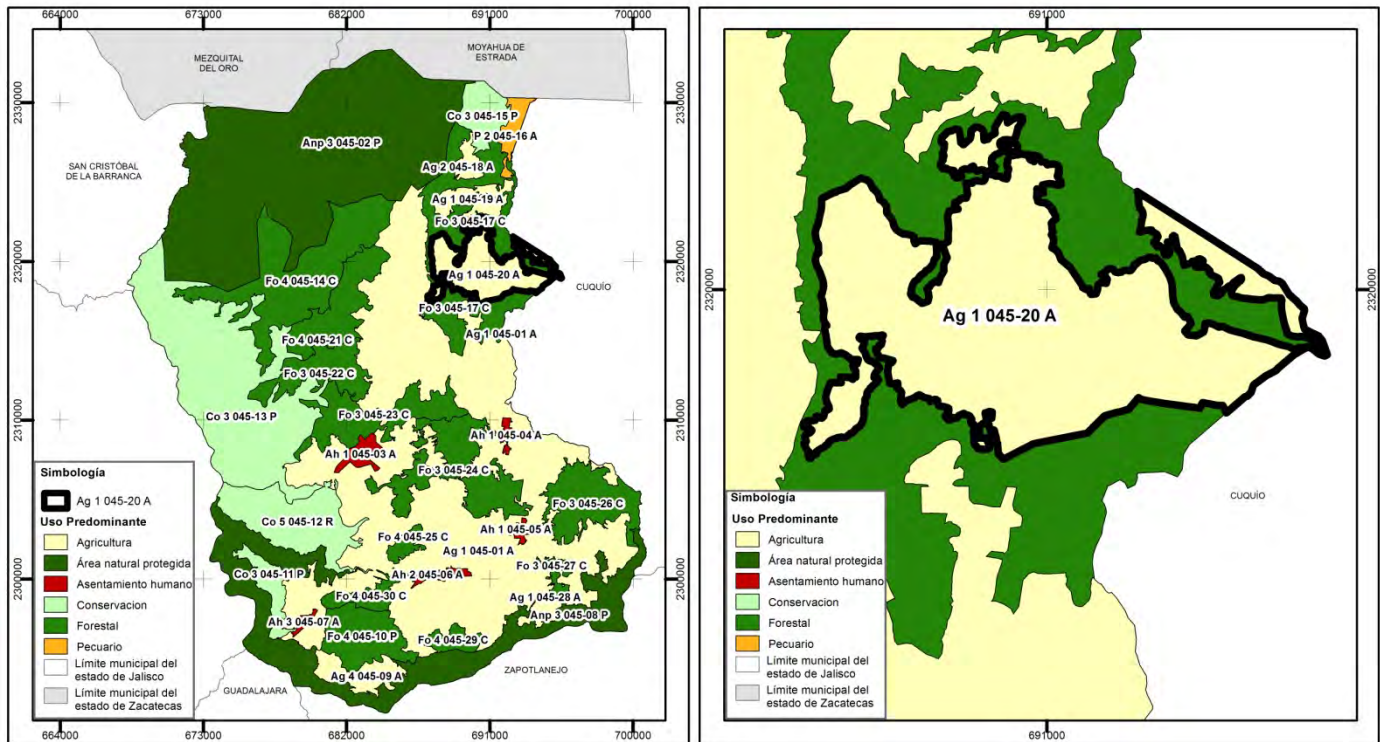 664000
673000
682000
691000
700000
MEZQUITAL
DEL ORO
MOYAHUA DE
ESTRADA
2330000
2330000
Co 3 045-15 P
P 2 045-16 A
Anp 3 045-02 P
SAN CRISTÓBAL
DE LA BARRANCA
Ag 2 045-18 A
Ag 1 045-19 A
Fo 3 045-17 C
2320000
2320000
Ag 1 045-20 A
Fo 4 045-14 C
CUQUÍO
Fo 3 045-17 C
Ag 1 045-01 A
Fo 4 045-21 C
Fo 3 045-22 C
Co 3 045-13 P
Fo 3 045-23 C
2310000
2310000
Ah 1 045-04 A
Ah 1 045-03 A
Fo 3 045-24 C
Fo 3 045-26 C
Co 5 045-12 R
Ah 1 045-05 A
Fo 4 045-25 C
Ag 1 045-01 A
Fo 3 045-27 C
2300000
2300000
Co 3 045-11 P
Ah 2 045-06 A
Fo 4 045-30 C
Ag 1 045-28 A
Anp 3 045-08 P
Ah 3 045-07 A
Fo 4 045-10 P
Fo 4 045-29 C
Ag 4 045-09 A
ZAPOTLANEJO
GUADALAJARA
Simbología
Ag 1 045-20 A
Uso Predominante
Agricultura
Área natural protegida
Asentamiento humano
Conservacion
Forestal
Pecuario
Límite municipal del
estado de Jalisco
Límite municipal del
estado de Zacatecas
664000
673000
682000
691000
700000
691000
2320000
2320000
Ag 1 045-20 A
CUQUÍO
Simbología
Uso Predominante
Agricultura
Área natural protegida
Asentamiento humano
Conservacion
Forestal
Pecuario
Límite municipal del
estado de Jalisco
Límite municipal del
estado de Zacatecas
691000